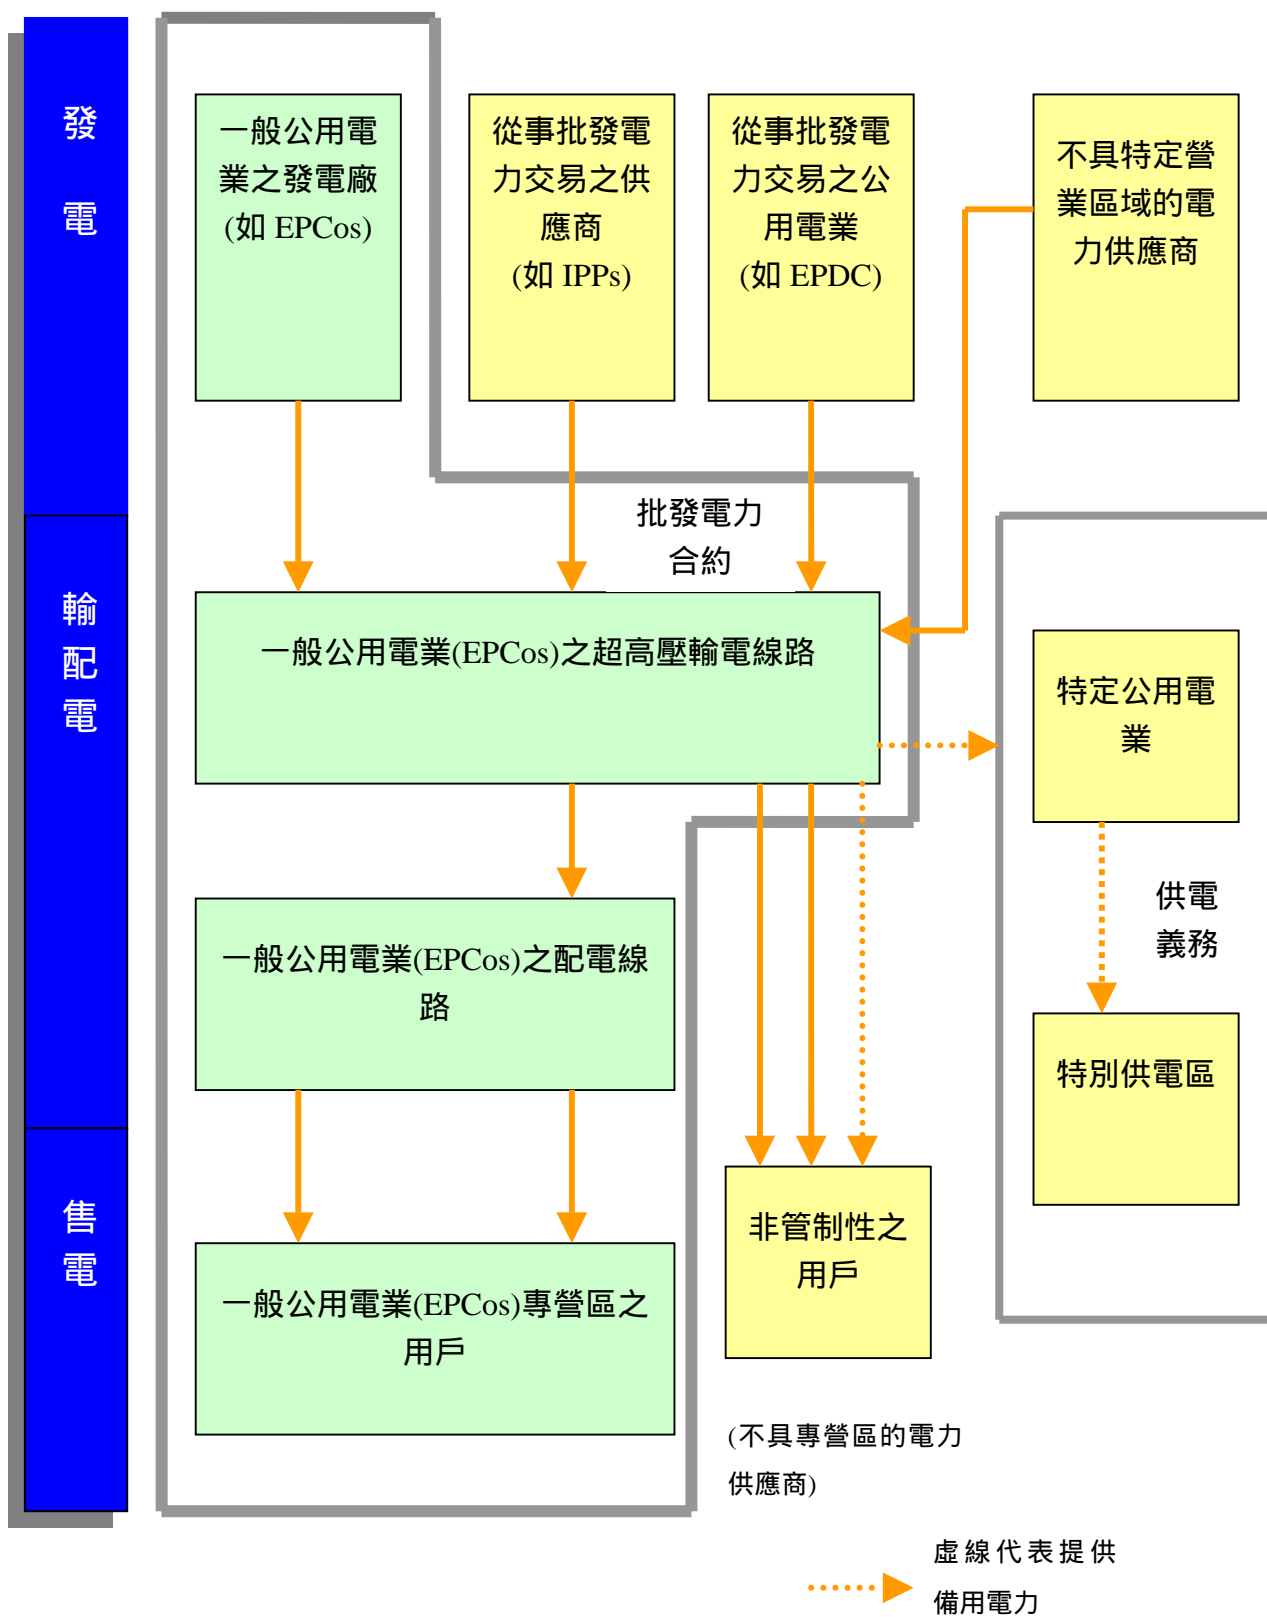 發
電
一般公用電
業之發電廠
(如 EPCos)
從事批發電
力交易之供
應商
(如 IPPs)
從事批發電
力交易之公
用電業
(如 EPDC)
不具特定營
業區域的電
力供應商
批發電力
合約
輸
配
電
一般公用電業(EPCos)之超高壓輸電線路
特定公用電
業
供電
義務
一般公用電業(EPCos)之配電線
路
特別供電區
售
電
非管制性之
用戶
一般公用電業(EPCos)專營區之
用戶
(不具專營區的電力
供應商)
虛線代表提供
備用電力